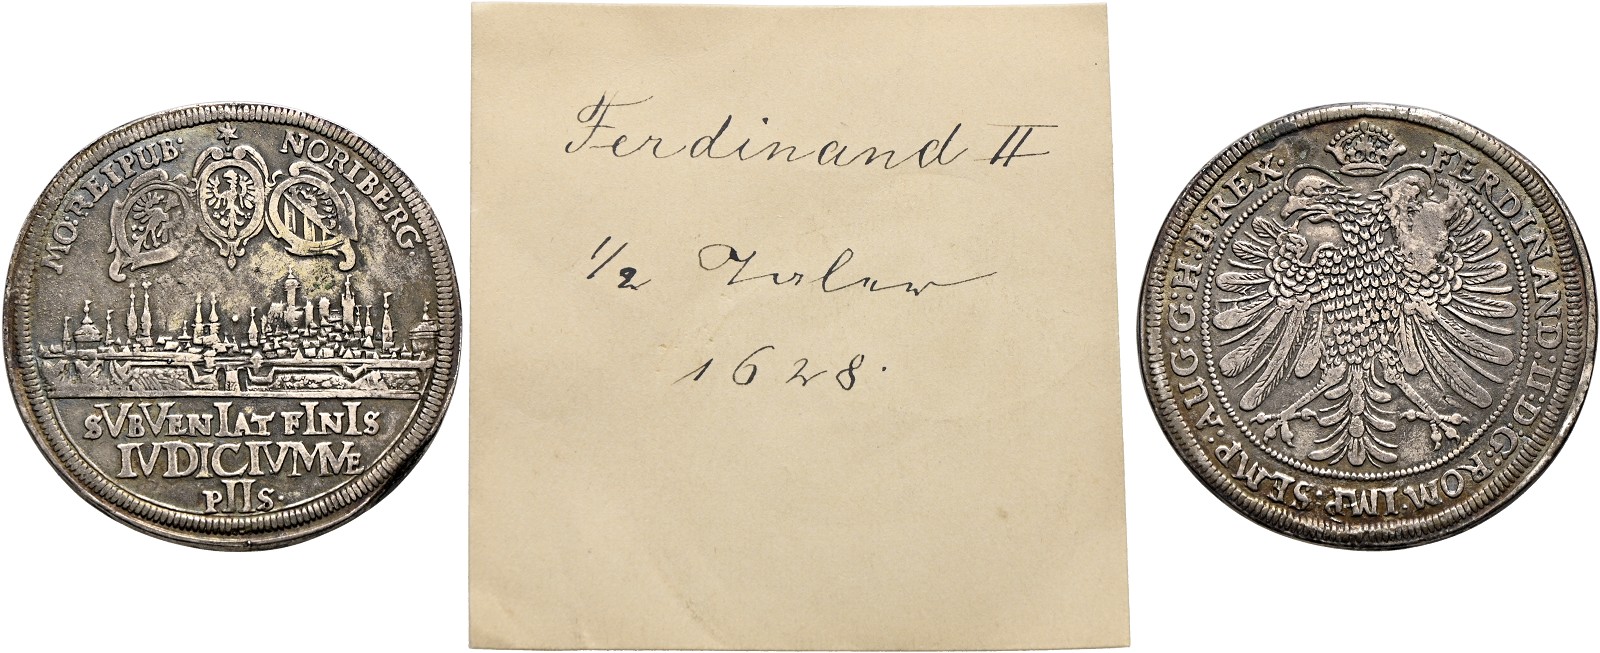 MO: REIPUB· NORIBERG·
SVBVENIAT FINIS
IVDICIVMVE
PIIS·
Ferdinand II
1/2 Taler
1628.
·FERDINAND:II:D:G:ROM:IMP:SEMP:AUG:G:H:B:REX·